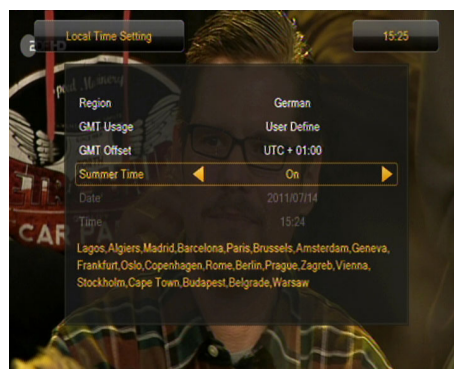 Local Time Setting
15:25
HD
Region German
GMT Usage User Define
GMT Offset UTC + 01:00
Summer Time On
Date 2011/07/14
Time 15:24
Lagos,Algiers,Madrid,Barcelona,Paris,Brussels,Amsterdam,Geneva,
Frankfurt,Oslo,Copenhagen,Rome,Berlin,Prague,Zagreb,Vienna,
Stockholm,Cape Town,Budapest,Belgrade,Warsaw